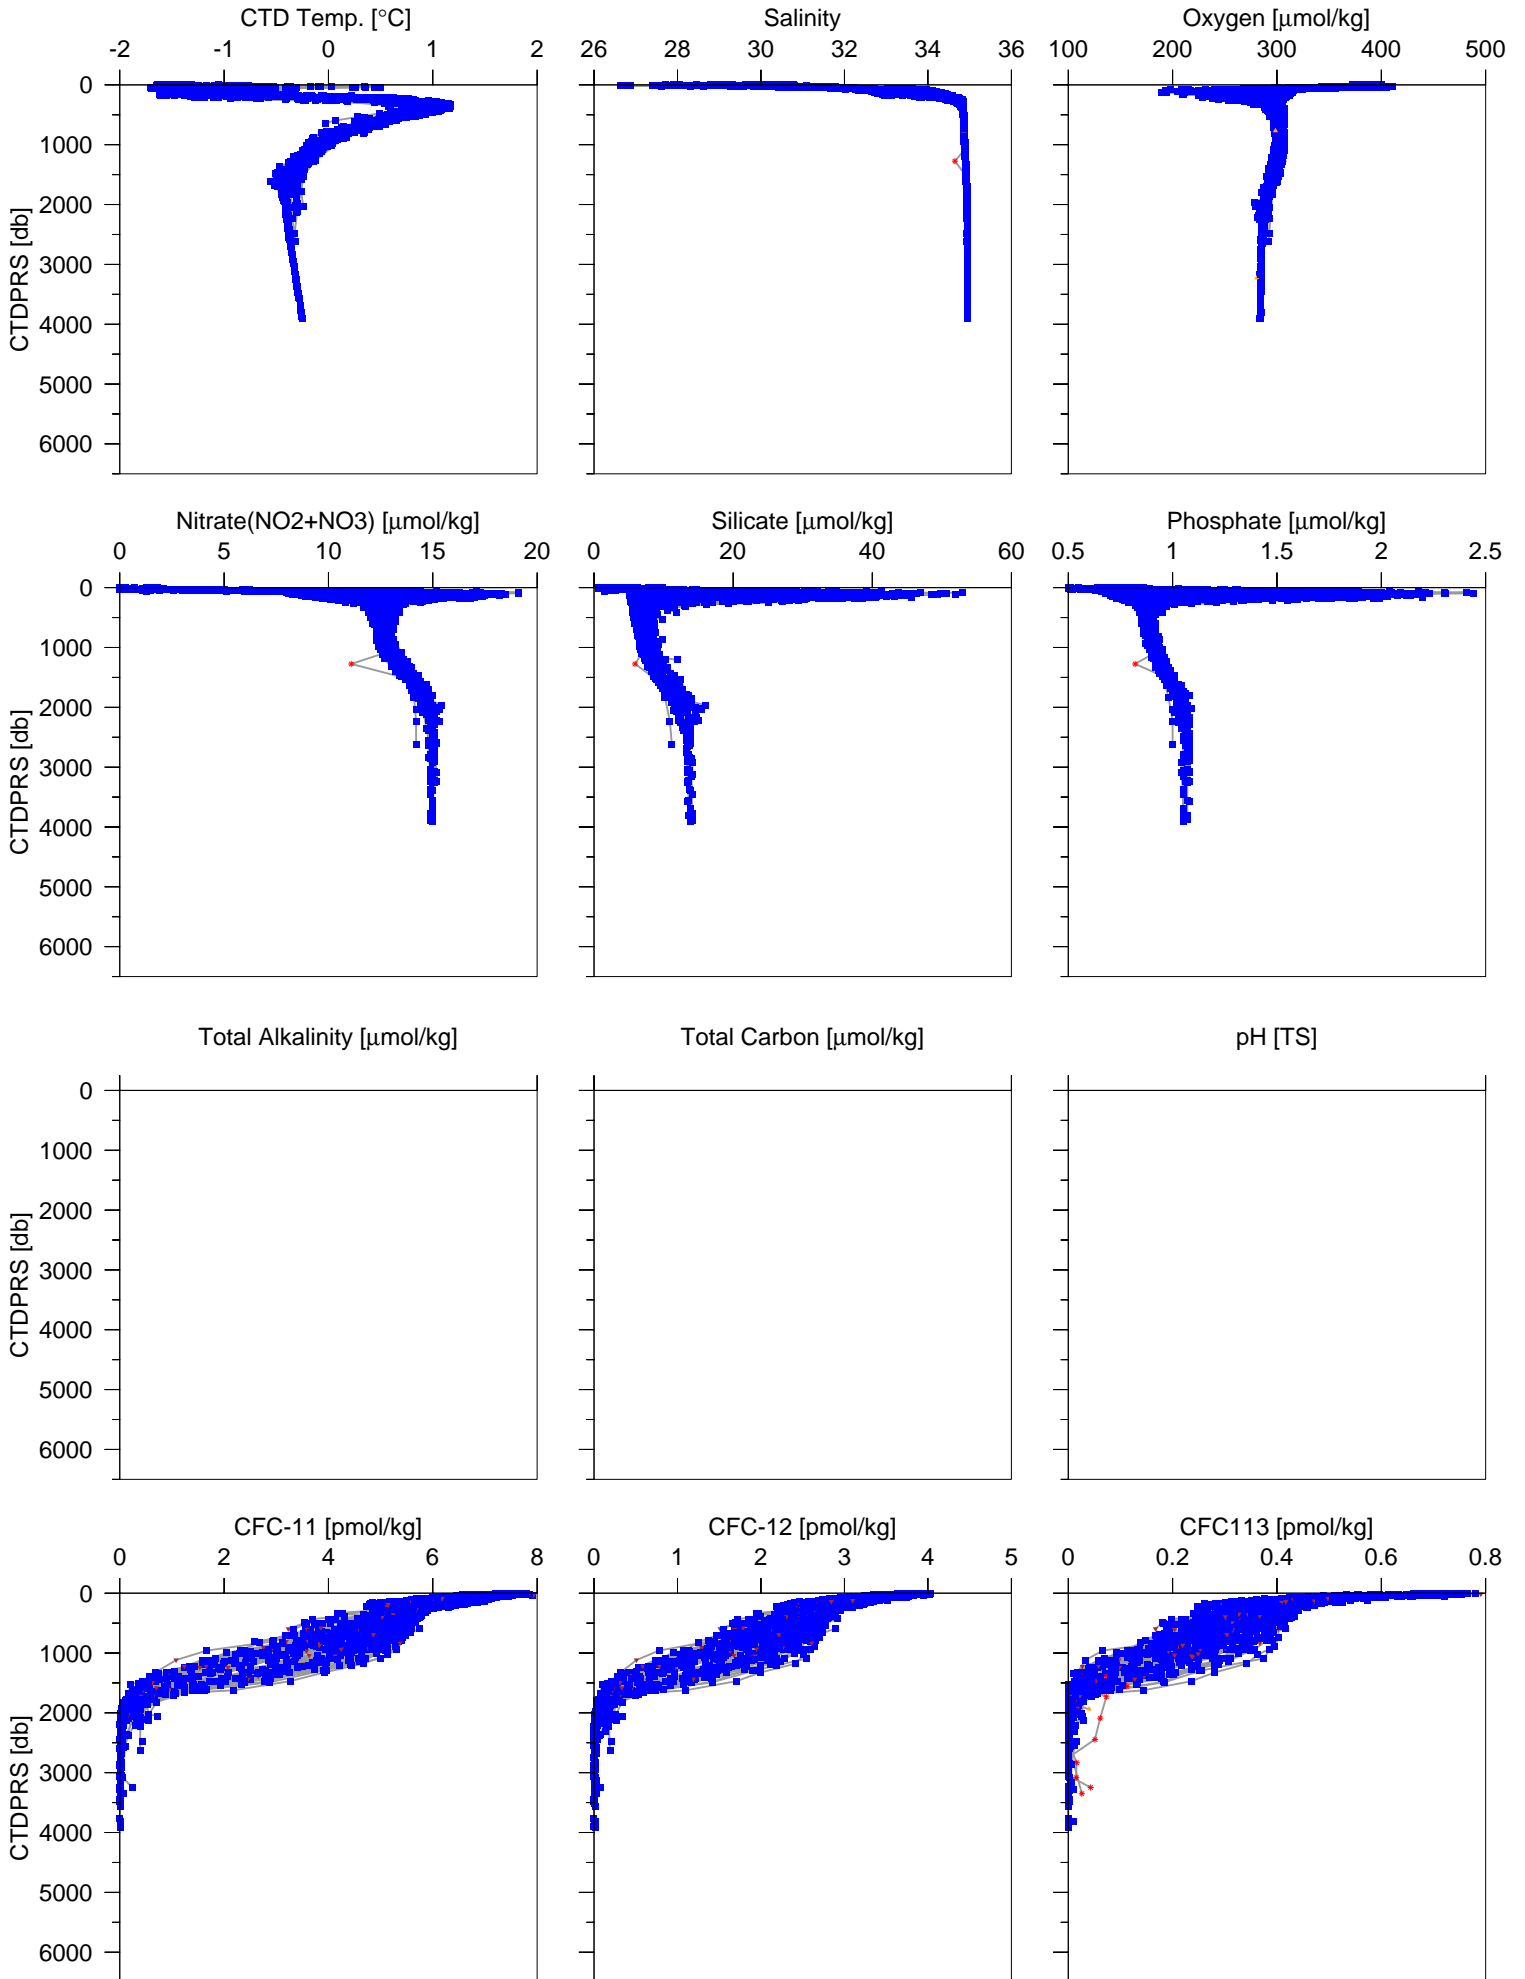 CTD Temp. [°C] Salinity Oxygen [μmol/kg]
-2 -1 0 1 2 26 28 30 32 34 36 100 200 300 400 500
0
1000
2000
3000
4000
5000
6000
CTDPRS [db]
Nitrate(NO2+NO3) [μmol/kg] Silicate [μmol/kg] Phosphate [μmol/kg]
0 5 10 15 20 0 20 40 60 0.5 1 1.5 2 2.5
0
1000
2000
3000
4000
5000
6000
CTDPRS [db]
Total Alkalinity [μmol/kg] Total Carbon [μmol/kg] pH [TS]
0
1000
2000
3000
4000
5000
6000
CTDPRS [db]
CFC-11 [pmol/kg] CFC-12 [pmol/kg] CFC113 [pmol/kg]
0 2 4 6 8 0 1 2 3 4 5 0 0.2 0.4 0.6 0.8
0
1000
2000
3000
4000
5000
6000
CTDPRS [db]